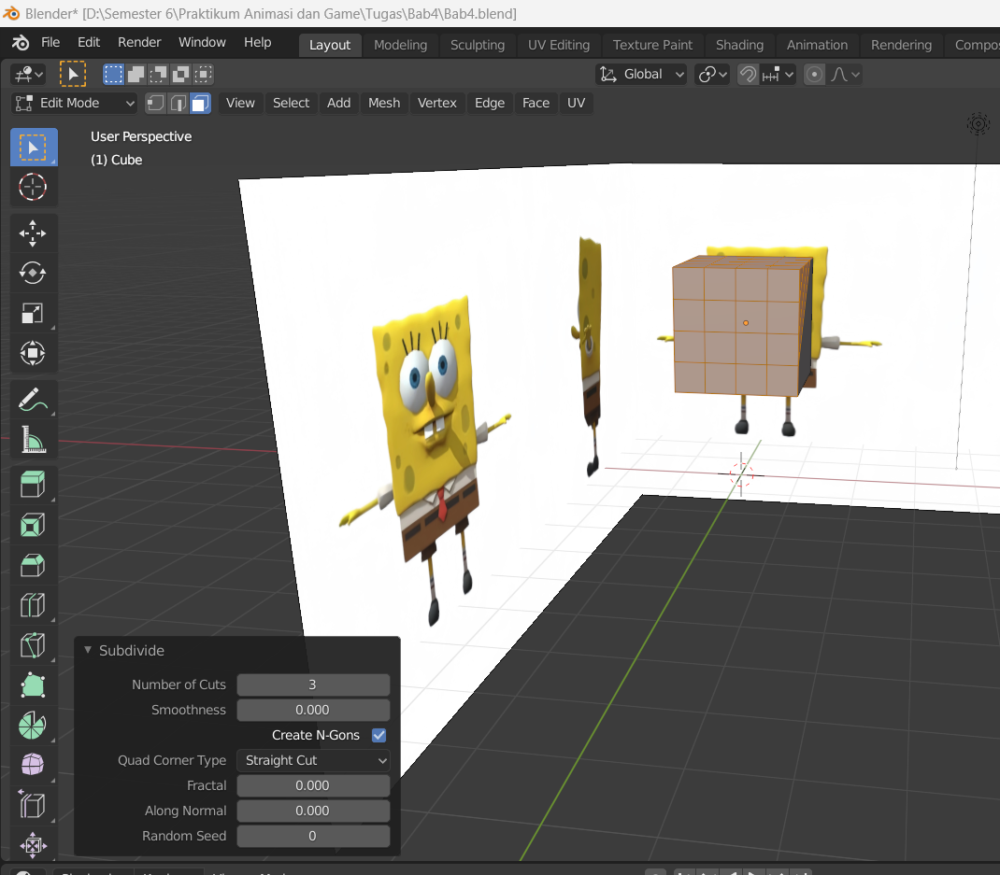 Blender* [D:\Semester 6\Praktikum Animasi dan Game\Tugas\Bab4\Bab4.blend]
File Edit Render Window Help Layout Modeling Sculpting UV Editing Texture Paint Shading Animation Rendering Compos
Global
Edit Mode View Select Add Mesh Vertex Edge Face UV
User Perspective
(1) Cube
Subdivide
Number of Cuts 3
Smoothness 0.000
Create N-Gons
Quad Corner Type Straight Cut
Fractal 0.000
Along Normal 0.000
Random Seed 0